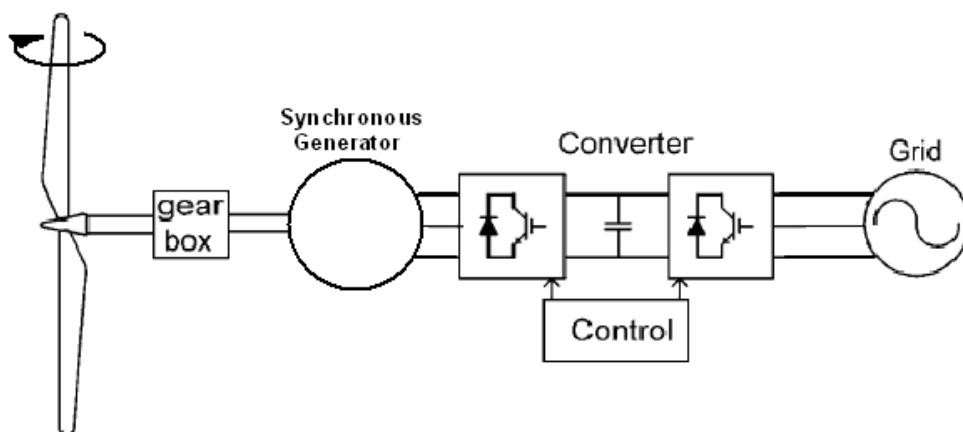 Synchronous
Generator
Converter
Grid
gear
box
Control